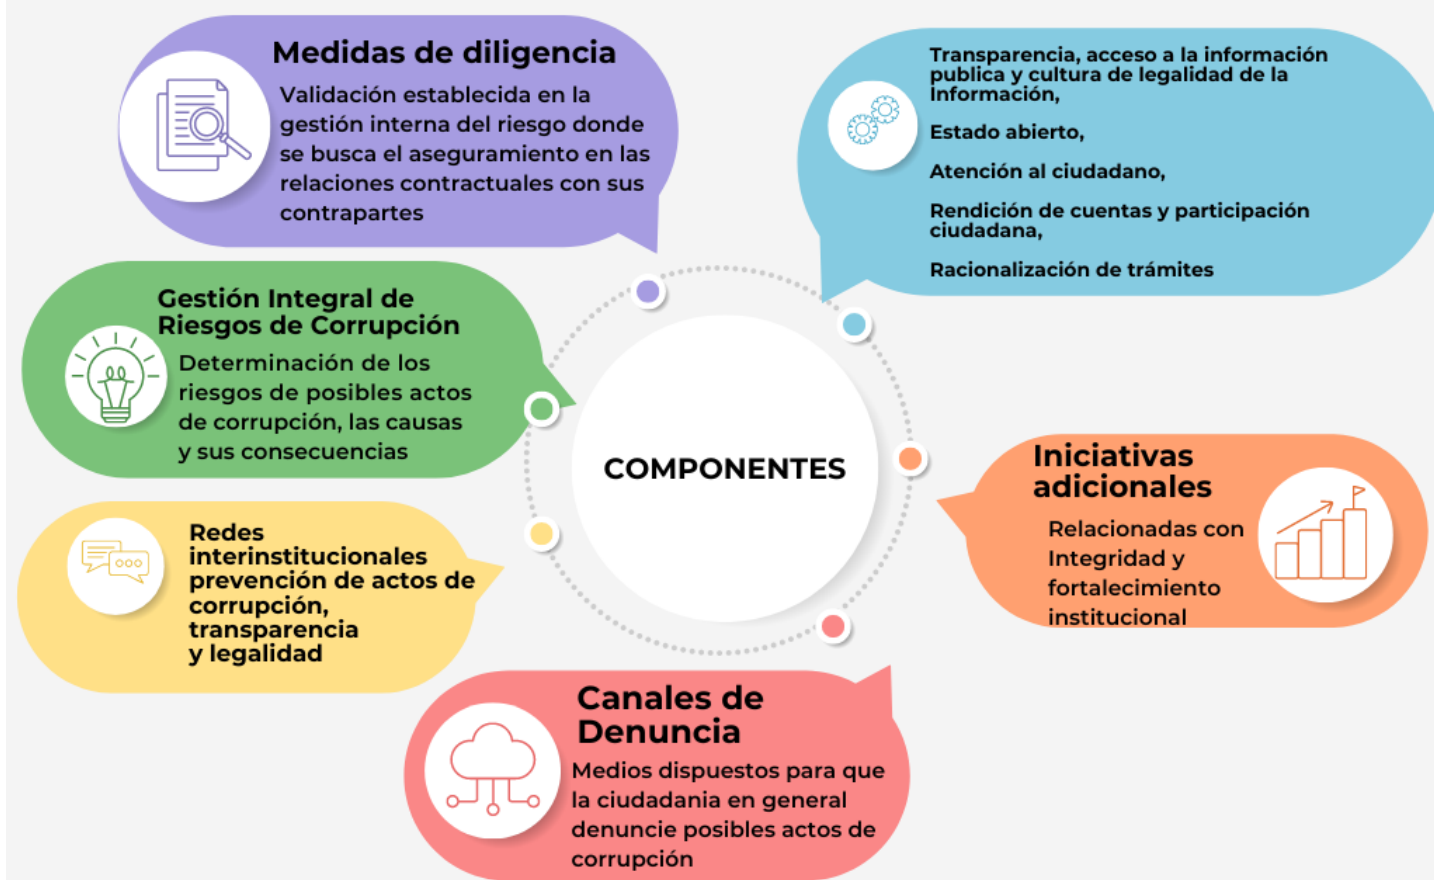 Medidas de diligencia
Validación establecida en la
gestión interna del riesgo donde
se busca el aseguramiento en las
relaciones contractuales con sus
contrapartes
Transparencia, acceso a la información
publica y cultura de legalidad de la
Información,
Estado abierto,
Atención al ciudadano,
Rendición de cuentas y participación
ciudadana,
Racionalización de trámites
Gestión Integral de
Riesgos de Corrupción
Determinación de los
riesgos de posibles actos
de corrupción, las causas
y sus consecuencias
COMPONENTES
Iniciativas
adicionales
Relacionadas con
Integridad y
fortalecimiento
institucional
Redes
interinstitucionales
prevención de actos de
corrupción,
transparencia
y legalidad
Canales de
Denuncia
Medios dispuestos para que
la ciudadania en general
denuncie posibles actos de
corrupción